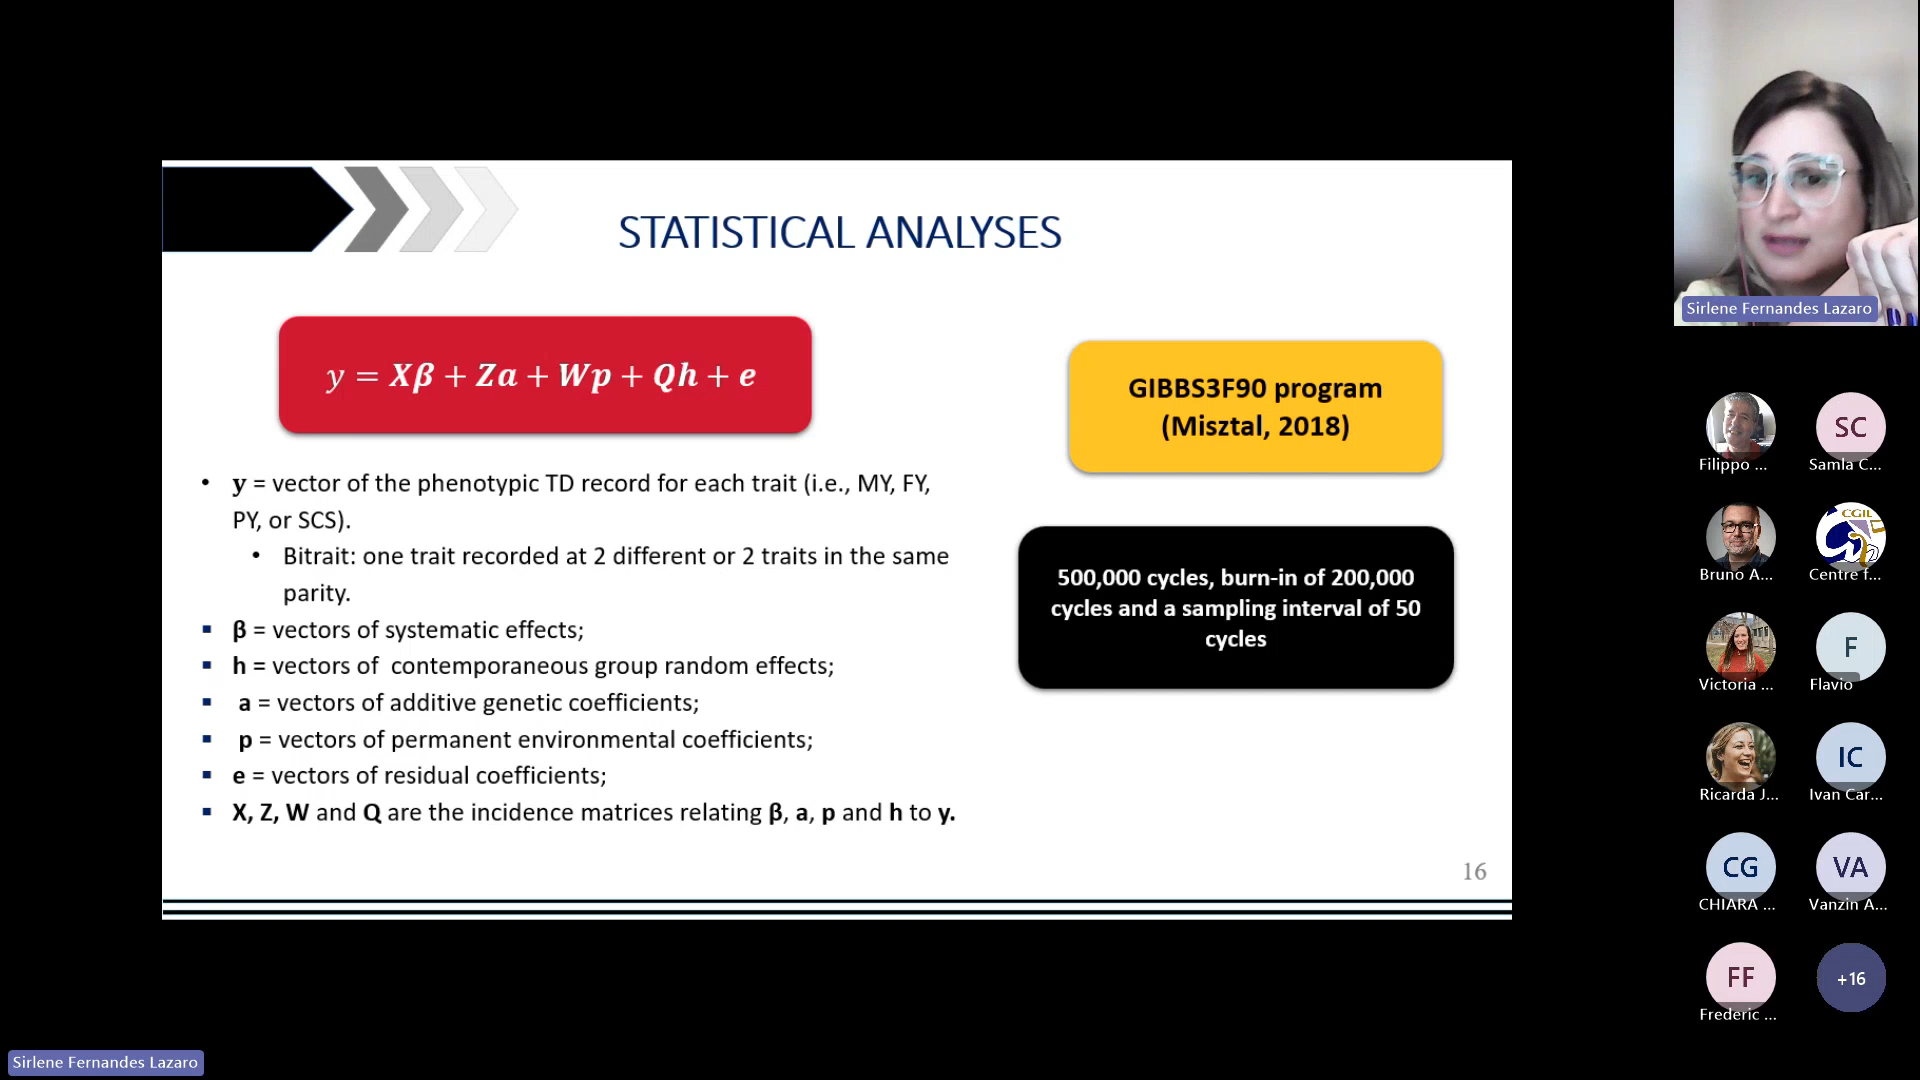 STATISTICAL ANALYSES
y = Xβ + Za + Wp + Qh + e
GIBBS3F90 program
(Misztal, 2018)
• y = vector of the phenotypic TD record for each trait (i.e., MY, FY,
PY, or SCS).
• Bitrait: one trait recorded at 2 different or 2 traits in the same
parity.
▪ β = vectors of systematic effects;
▪ h = vectors of contemporaneous group random effects;
▪ a = vectors of additive genetic coefficients;
▪ p = vectors of permanent environmental coefficients;
▪ e = vectors of residual coefficients;
▪ X, Z, W and Q are the incidence matrices relating β, a, p and h to y.
500,000 cycles, burn-in of 200,000
cycles and a sampling interval of 50
cycles
16
Sirlene Fernandes Lazaro
Filippo ...
SC
Samla C...
Bruno A...
CGIL
Centre f...
Victoria ...
F
Flavio
Ricarda J...
IC
Ivan Car...
CG
CHIARA ...
VA
Vanzin A...
FF
Frederic ...
+16
Sirlene Fernandes Lazaro